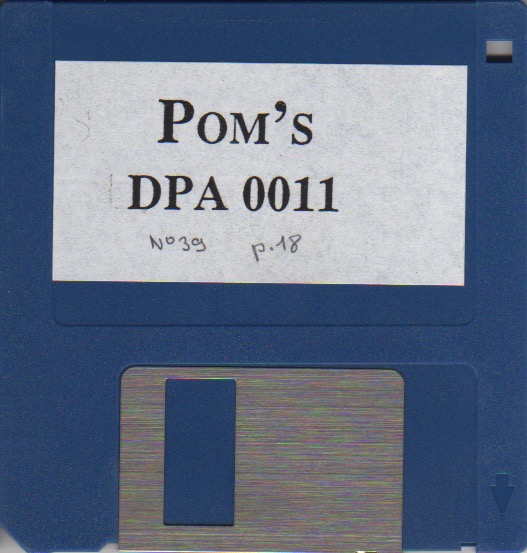 POM'S
DPA 0011
N° 39 p.18